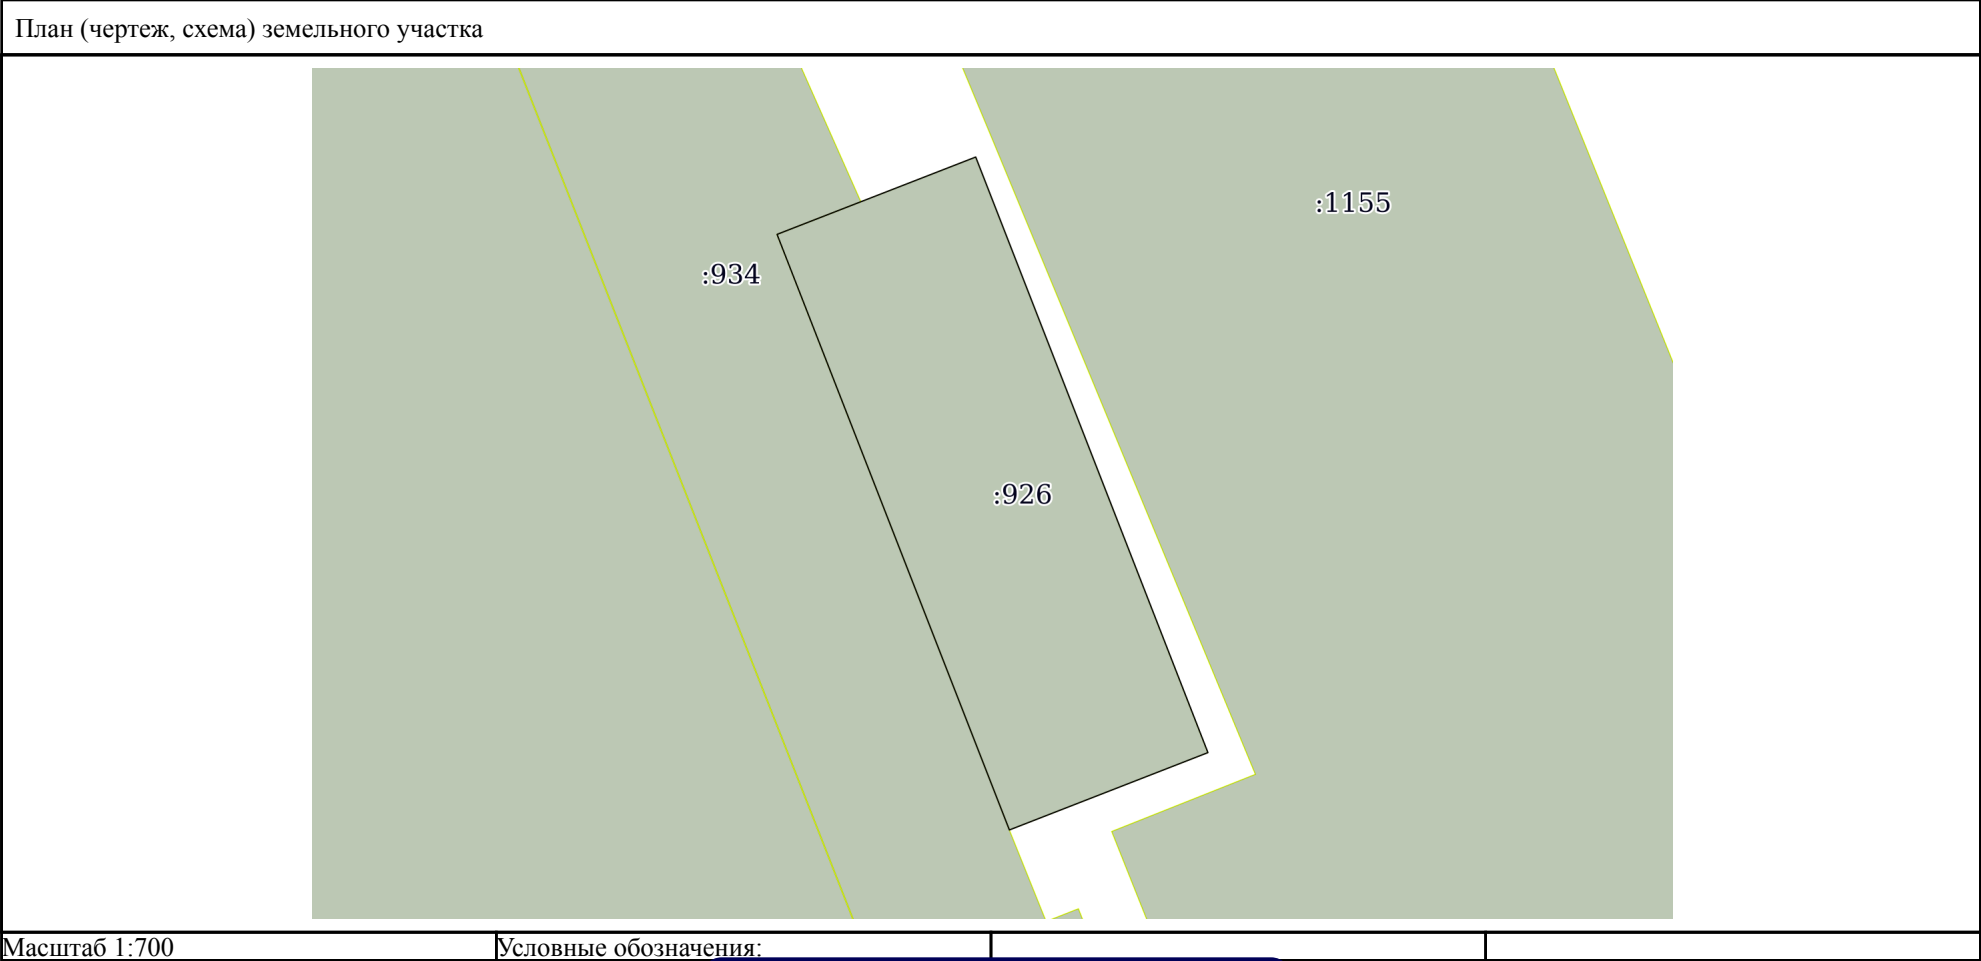 План (чертеж, схема) земельного участка
:1155
:934
:926
Масштаб 1:700
Условные обозначения: